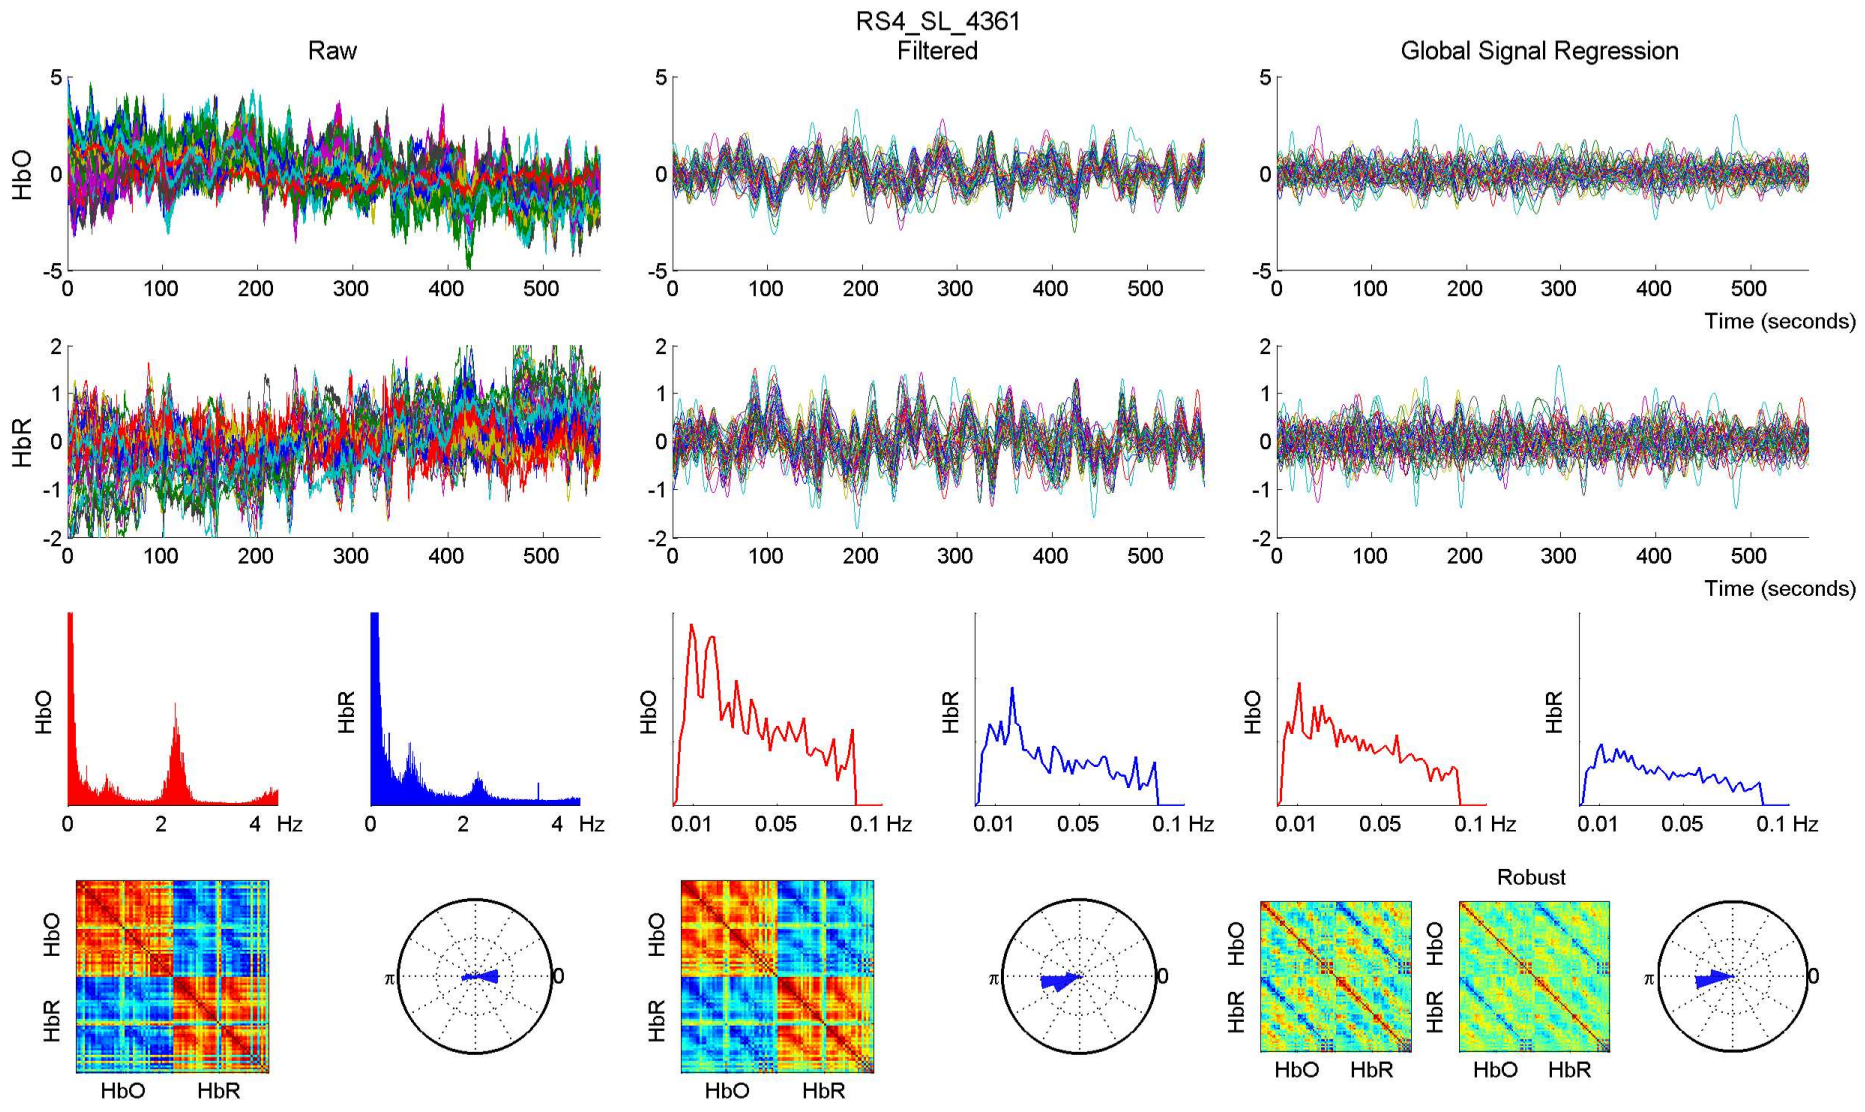 RS4_SL_4361
Raw Filtered Global Signal Regression
HbO
5 5 5
0 0 0
-5 -5 -5
0 100 200 300 400 500 0 100 200 300 400 500 0 100 200 300 400 500
Time (seconds)
HbR
2 2 2
1 1 1
0 0 0
-1 -1 -1
-2 -2 -2
0 100 200 300 400 500 0 100 200 300 400 500 0 100 200 300 400 500
Time (seconds)
HbO HbR HbO HbR HbO HbR
0 2 4 Hz 0 2 4 Hz 0.01 0.05 0.1 Hz 0.01 0.05 0.1 Hz 0.01 0.05 0.1 Hz 0.01 0.05 0.1 Hz
Robust
HbO HbO HbO HbO
π 0 π 0 π 0
HbR HbR HbR HbR
HbO HbR HbO HbR HbO HbR HbO HbR